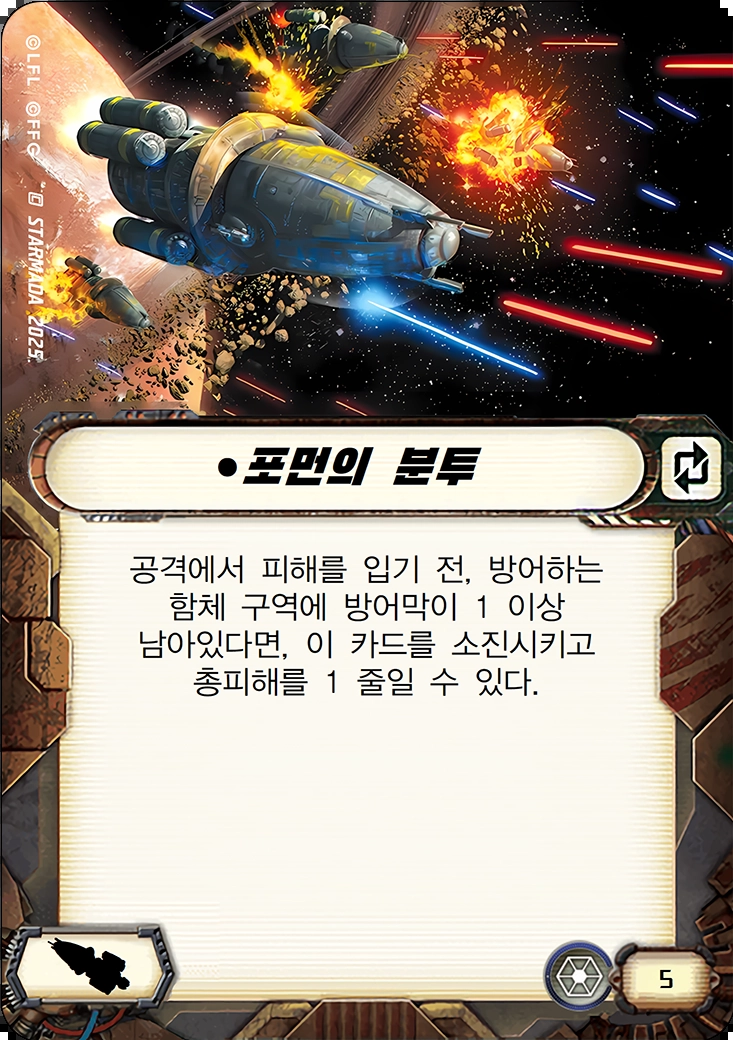 ©LFL ©FFG "© STARMADA 2025.
•포먼의 분투
공격에서 피해를 입기 전, 방어하는
함체 구역에 방어막이 1 이상
남아있다면, 이 카드를 소진시키고
총피해를 1 줄일 수 있다.
5